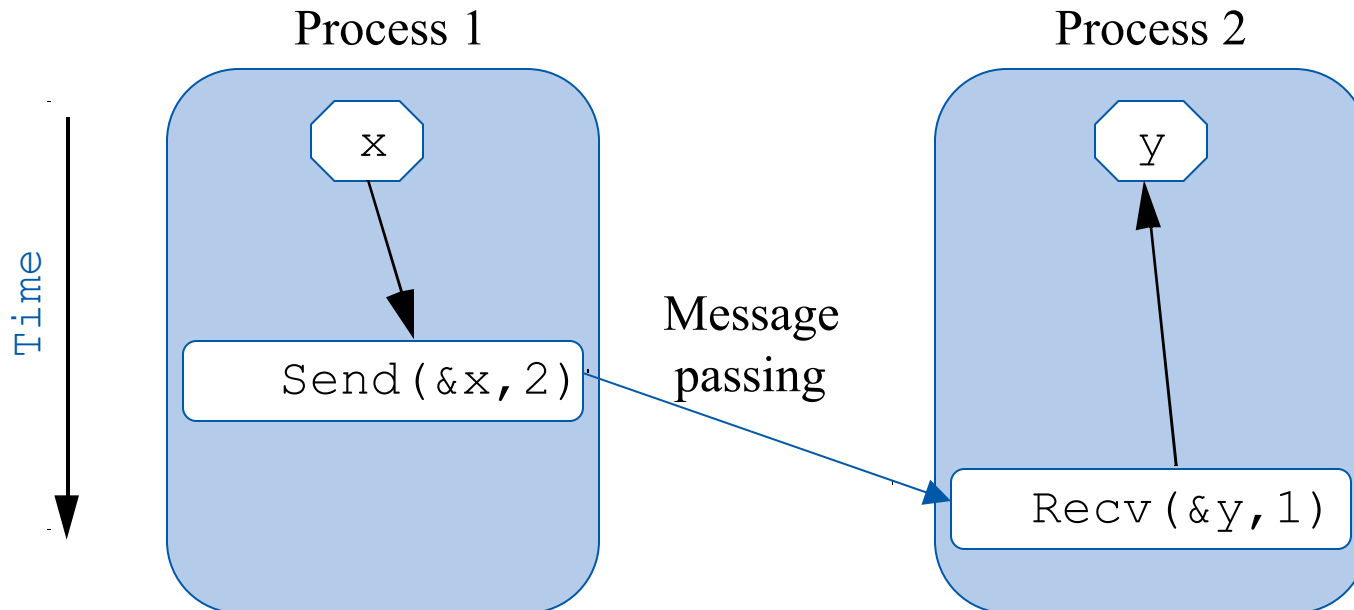 Process 1
Process 2
x
y
Time
Message
passing
Send(&x,2)
Recv(&y,1)